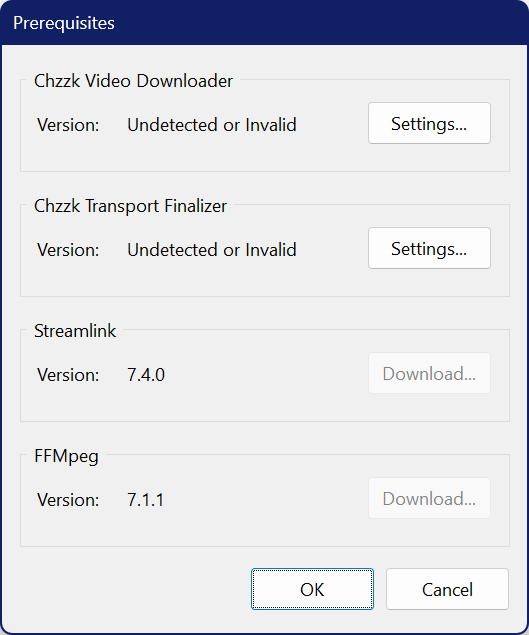 Prerequisites
Chzzk Video Downloader
Version: Undetected or Invalid Settings...
Chzzk Transport Finalizer
Version: Undetected or Invalid Settings...
Streamlink
Version: 7.4.0 Download...
FFMpeg
Version: 7.1.1 Download...
OK Cancel